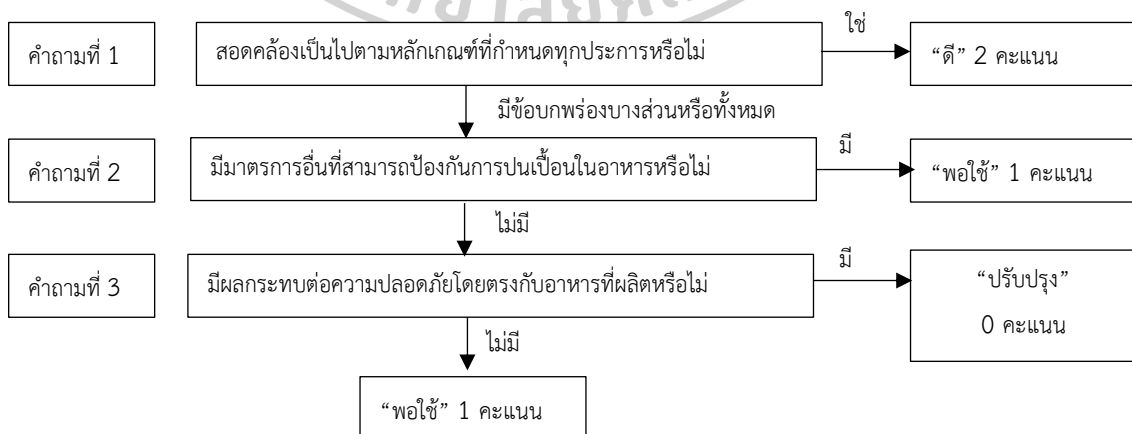 คำถามที่ 1
สอดคล้องเป็นไปตามหลักเกณฑ์ที่กำหนดทุกประการหรือไม่
ใช่
“ดี” 2 คะแนน
มีข้อบกพร่องบางส่วนหรือทั้งหมด
คำถามที่ 2
มีมาตรการอื่นที่สามารถป้องกันการปนเปื้อนในอาหารหรือไม่
มี
“พอใช้” 1 คะแนน
ไม่มี
คำถามที่ 3
มีผลกระทบต่อความปลอดภัยโดยตรงกับอาหารที่ผลิตหรือไม่
มี
“ปรับปรุง”
0 คะแนน
ไม่มี
“พอใช้” 1 คะแนน